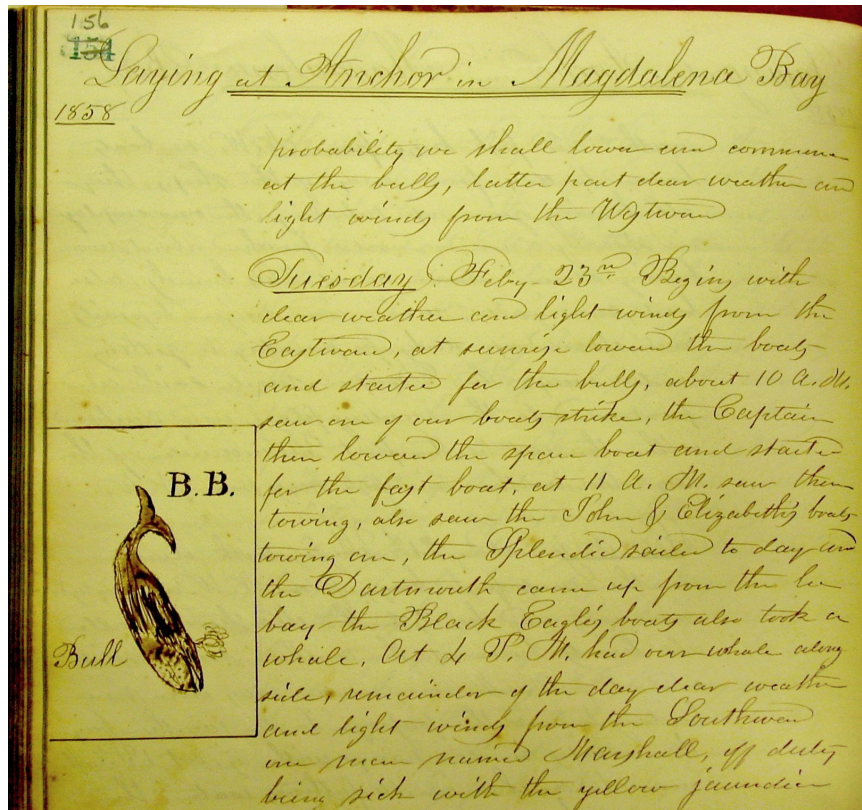 156
154
Laying at Anchor in Magdalena Bay
1858
probability we shall lower and commence
at the bulls, latter part clear weather and
light winds from the Westward
Tuesday Feby 23rd Begins with
clear weather and light winds from the
Eastward, at sunrise lowered the boats
and started for the bulls, about 10 A.M.
saw one of our boats strike, the Captain
then lowered the spare boat and started
for the fast boat, at 11 A.M. saw them
towing, also saw the John & Elizabeth's boats
towing one, the Splendid sailed to day and
the Dartmouth came up from the lee
bay the Black Eagle's boats also took a
whale. At 4 P.M. had our whale along
side, remainder of the day clear weather
and light winds from the Southward
one man named Marshall, off duty
being sick with the yellow jaundice
B.B.
Bull